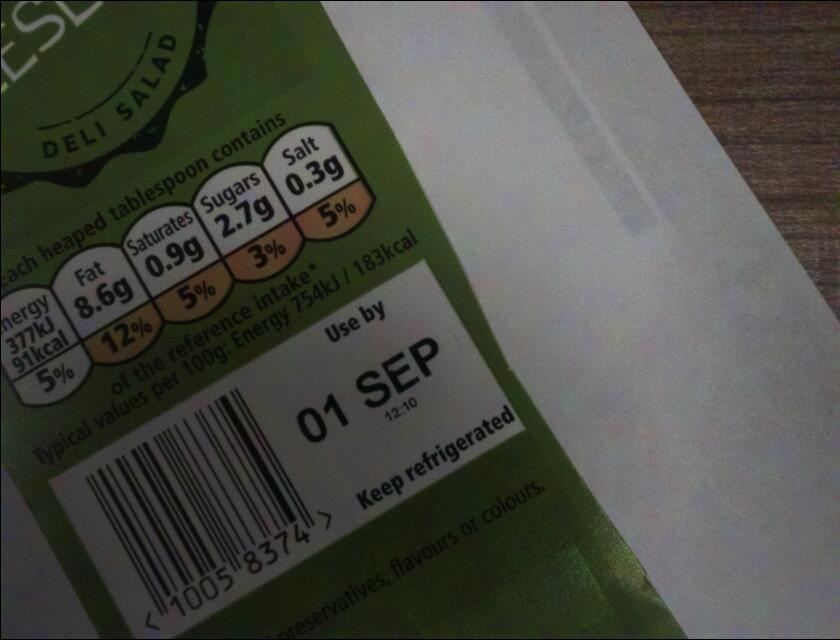 DELI SALAD
Each heaped tablespoon contains
Energy
377kJ
91kcal
5%
Fat
8.6g
12%
Saturates
0.9g
5%
Sugars
2.7g
3%
Salt
0.3g
5%
of the reference intake*
Typical values per 100g: Energy 754kJ / 183kcal
Use by
01 SEP
12:10
Keep refrigerated
< 1005 8374 >
preservatives, flavours or colours.